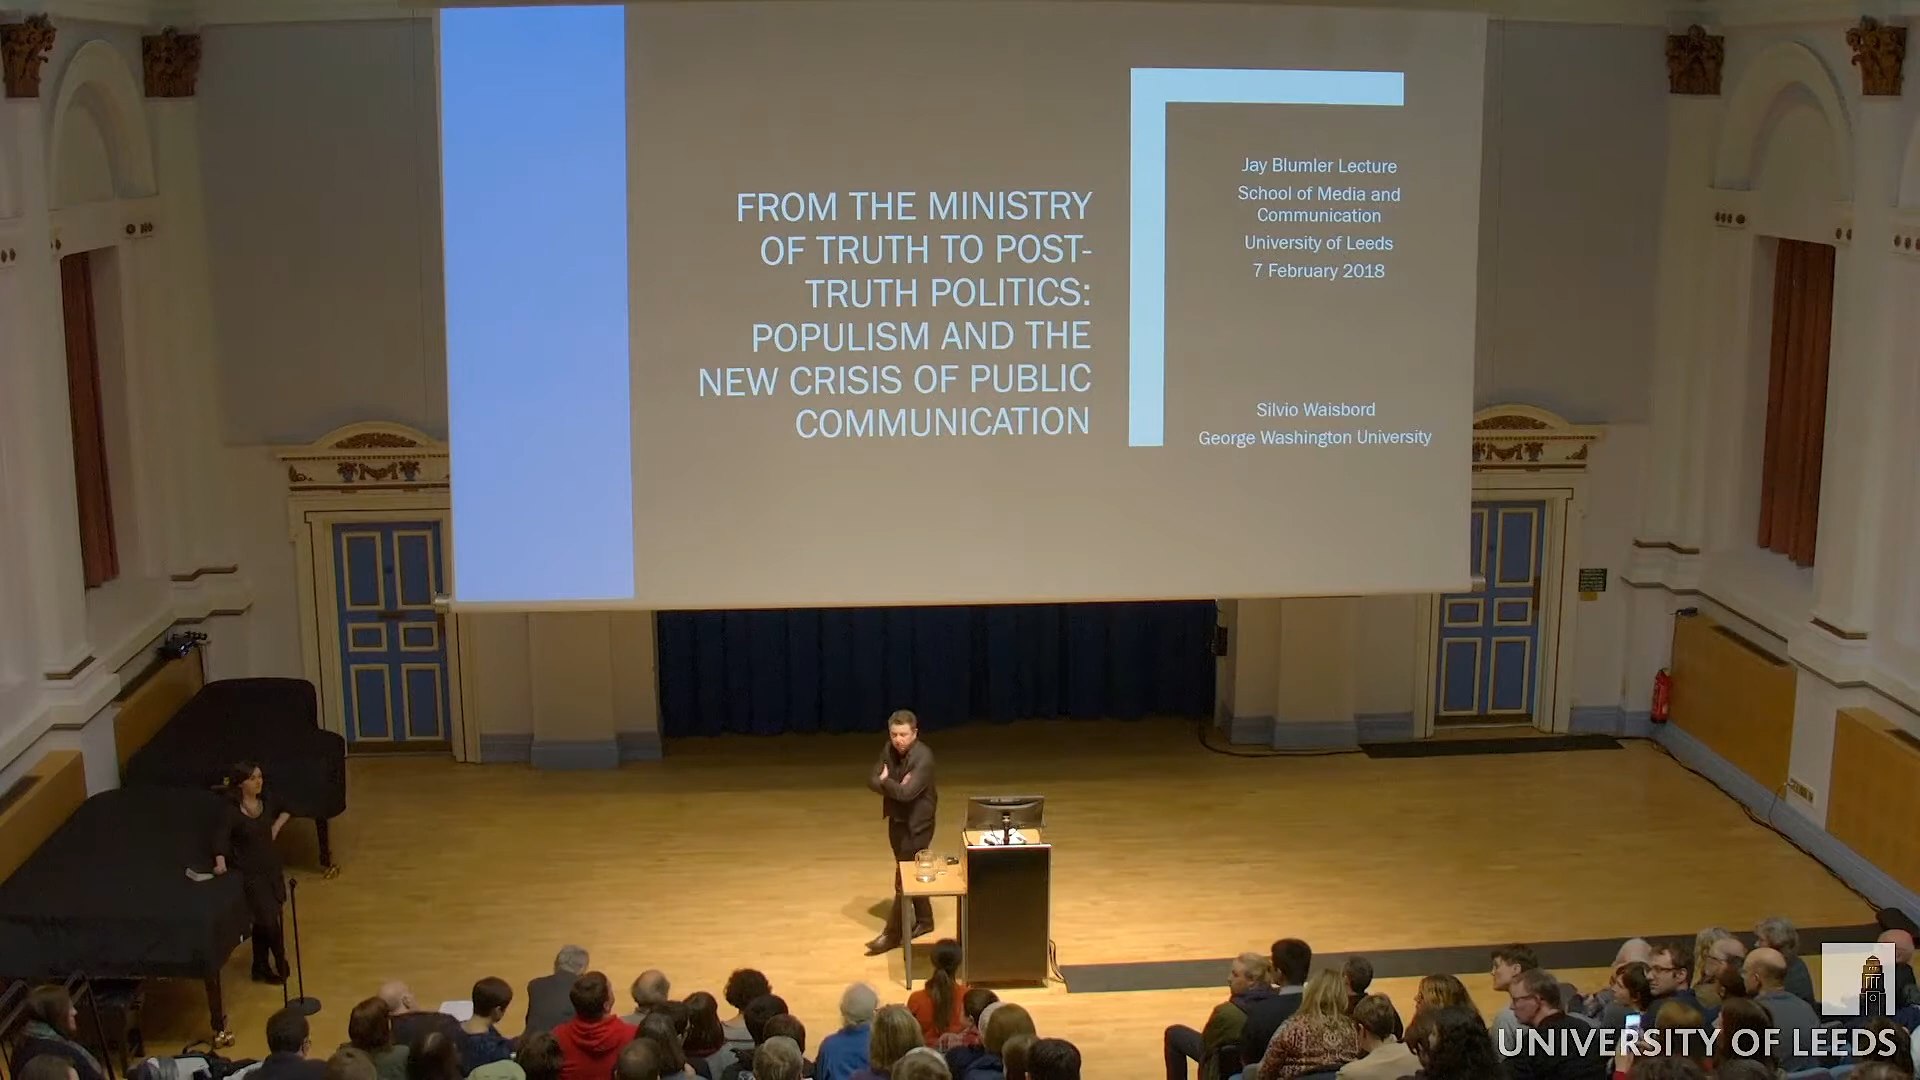 FROM THE MINISTRY
OF TRUTH TO POST-
TRUTH POLITICS:
POPULISM AND THE
NEW CRISIS OF PUBLIC
COMMUNICATION
Jay Blumler Lecture
School of Media and
Communication
University of Leeds
7 February 2018
Silvio Waisbord
George Washington University
UNIVERSITY OF LEEDS